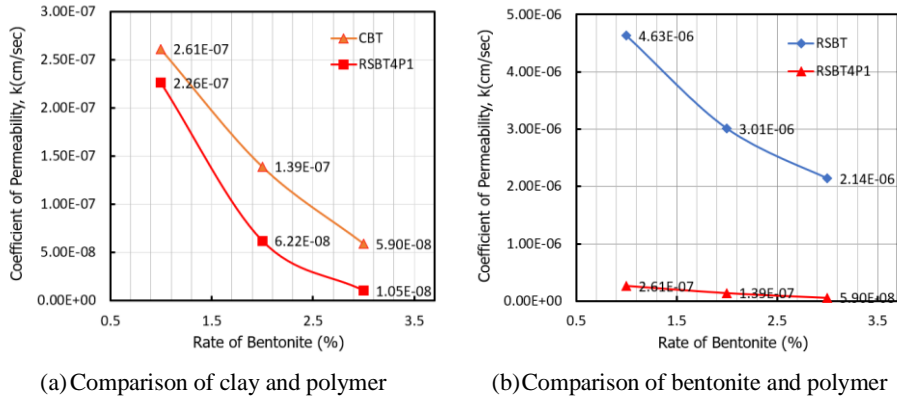 3.00E-07
2.50E-07
2.00E-07
1.50E-07
1.00E-07
5.00E-08
0.00E+00
Coefficient of Permeability, k(cm/sec)
CBT
RSBT4P1
2.61E-07
2.26E-07
1.39E-07
6.22E-08
5.90E-08
1.05E-08
0.5 1.5 2.5 3.5
Rate of Bentonite (%)
(a) Comparison of clay and polymer
5.00E-06
4.00E-06
3.00E-06
2.00E-06
1.00E-06
0.00E+00
Coefficient of Permeability, k(cm/sec)
RSBT
RSBT4P1
4.63E-06
3.01E-06
2.14E-06
2.61E-07
1.39E-07
5.90E-08
0.5 1.5 2.5 3.5
Rate of Bentonite (%)
(b) Comparison of bentonite and polymer